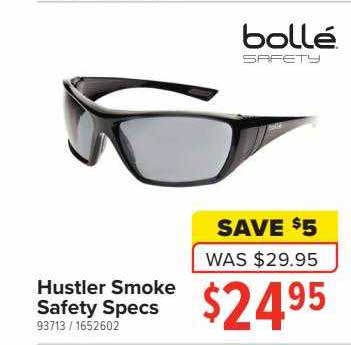 bollé
SAFETY
SAVE $5
WAS $29.95
Hustler Smoke
Safety Specs
93713 / 1652602
$24.95